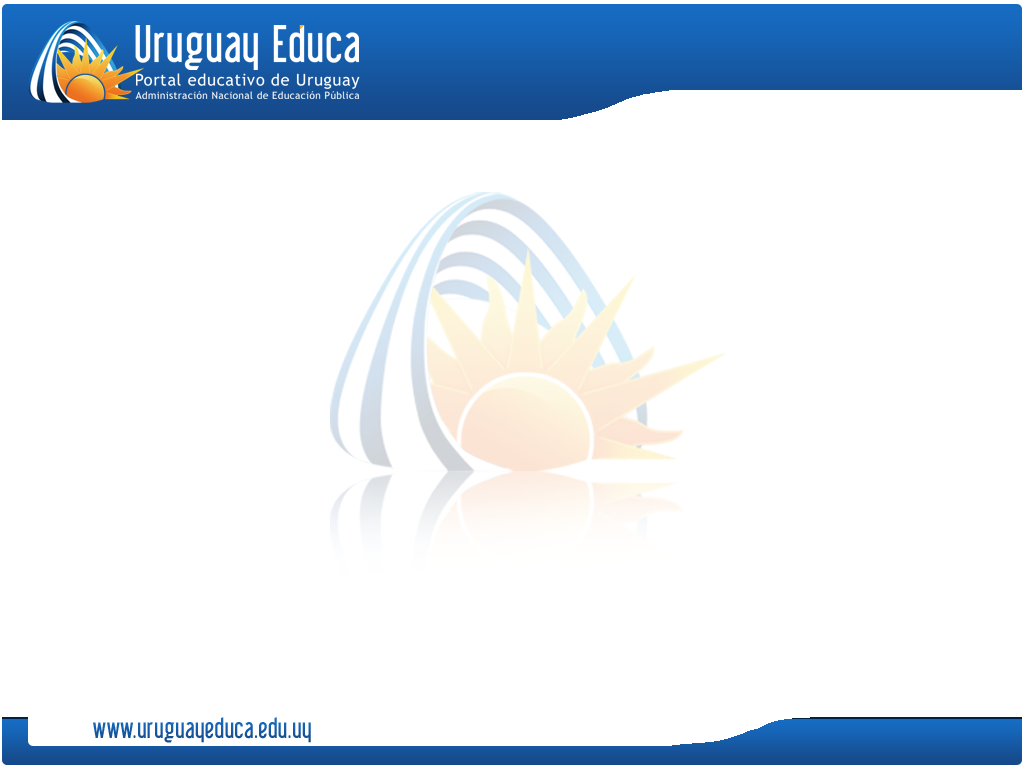 Uruguay Educa
Portal educativo de Uruguay
Administración Nacional de Educación Pública
www.uruguayeduca.edu.uy